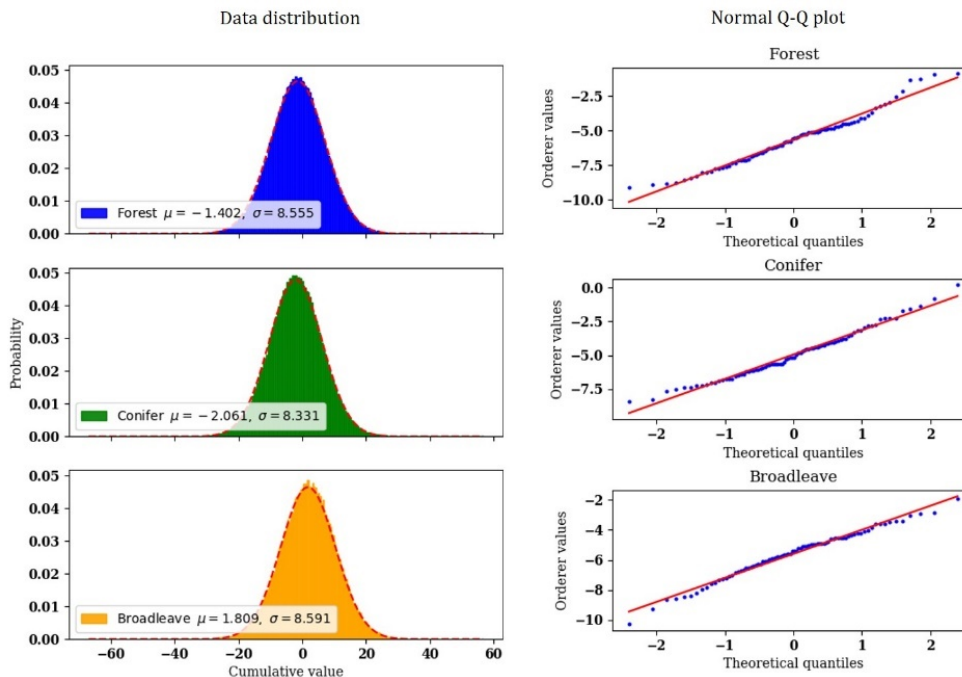 Data distribution
0.05
0.04
0.03
0.02
0.01
0.00
Forest μ = − 1.402, σ = 8.555
0.05
0.04
0.03
0.02
0.01
0.00
Probability
Conifer μ = − 2.061, σ = 8.331
0.05
0.04
0.03
0.02
0.01
0.00
Broadleave μ = 1.809, σ = 8.591
−60 −40 −20 0 20 40 60
Cumulative value
Normal Q-Q plot
Forest
Orderer values
−2.5
−5.0
−7.5
−10.0
−2 −1 0 1 2
Theoretical quantiles
Conifer
Orderer values
0.0
−2.5
−5.0
−7.5
−2 −1 0 1 2
Theoretical quantiles
Broadleave
Orderer values
−2
−4
−6
−8
−10
−2 −1 0 1 2
Theoretical quantiles